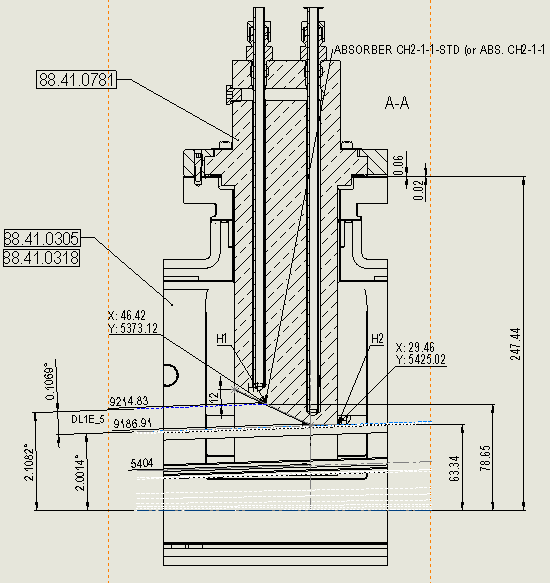 ABSORBER CH2-1-1-STD (or ABS. CH2-1-1
88.41.0781
A-A
0.06
0.02
88.41.0305
88.41.0318
X: 46.42
Y: 5373.12
H1
H2
X: 29.46
Y: 5425.02
247.44
0.1069°
12
9214.83
DL1E_5
9186.91
5404
2.1082°
2.0014°
63.34
78.65